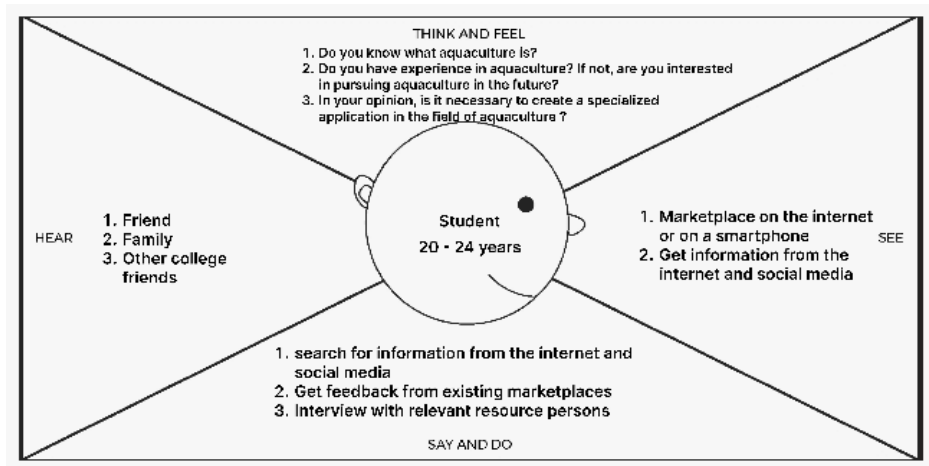 THINK AND FEEL
1. Do you know what aquaculture is?
2. Do you have experience in aquaculture? If not, are you interested
in pursuing aquaculture in the future?
3. In your opinion, is it necessary to create a specialized
application in the field of aquaculture ?
HEAR
1. Friend
2. Family
3. Other college
friends
Student
20 - 24 years
1. Marketplace on the internet
or on a smartphone
2. Get information from the
internet and social media
SEE
1. search for information from the internet and
social media
2. Get feedback from existing marketplaces
3. Interview with relevant resource persons
SAY AND DO